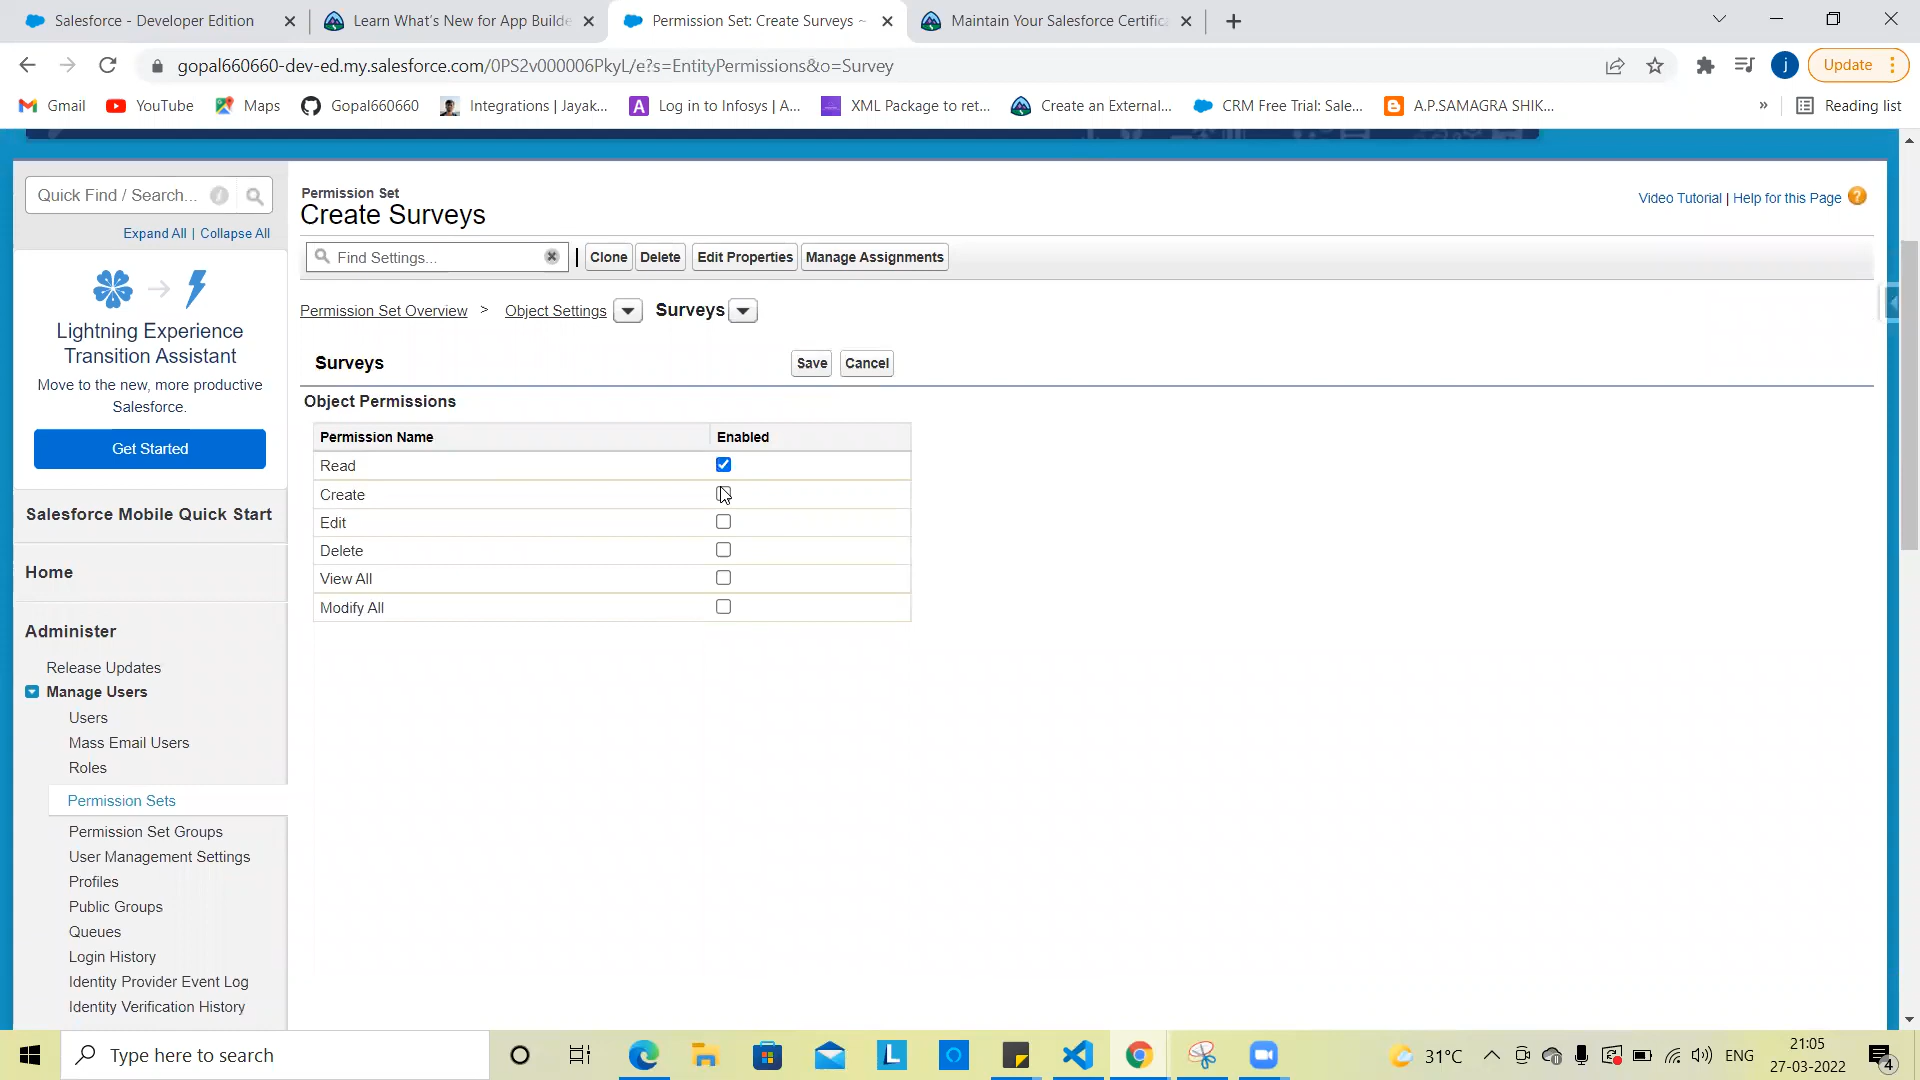 Salesforce - Developer Edition
Learn What's New for App Builde
Permission Set: Create Surveys ~
Maintain Your Salesforce Certifica
gopal660660-dev-ed.my.salesforce.com/0PS2v000006PkyL/e?s=EntityPermissions&o=Survey
j
Update
Gmail
YouTube
Maps
Gopal660660
Integrations | Jayak...
A
Log in to Infosys | A...
XML Package to ret...
Create an External...
CRM Free Trial: Sale...
A.P.SAMAGRA SHIK...
»
Reading list
Quick Find / Search...
Expand All | Collapse All
Lightning Experience
Transition Assistant
Move to the new, more productive
Salesforce.
Get Started
Salesforce Mobile Quick Start
Home
Administer
Release Updates
Manage Users
Users
Mass Email Users
Roles
Permission Sets
Permission Set Groups
User Management Settings
Profiles
Public Groups
Queues
Login History
Identity Provider Event Log
Identity Verification History
Permission Set
Create Surveys
Video Tutorial | Help for this Page
Find Settings...
Clone
Delete
Edit Properties
Manage Assignments
Permission Set Overview > Object Settings Surveys
Surveys
Save
Cancel
Object Permissions
Permission Name Enabled
Read
Create
Edit
Delete
View All
Modify All
Type here to search
L
31°C
ENG
21:05
27-03-2022
4